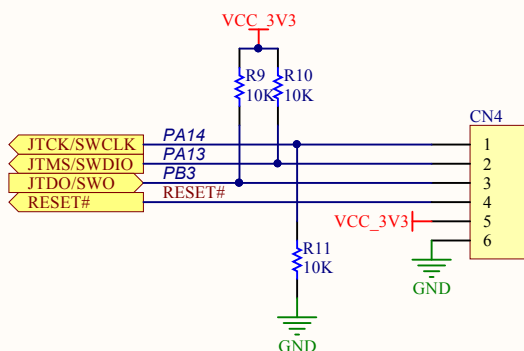 VCC_3V3
R9
10K
R10
10K
CN4
JTCK/SWCLK
PA14
1
JTMS/SWDIO
PA13
2
JTDO/SWO
PB3
3
RESET#
RESET#
4
VCC_3V3
5
6
R11
10K
GND
GND